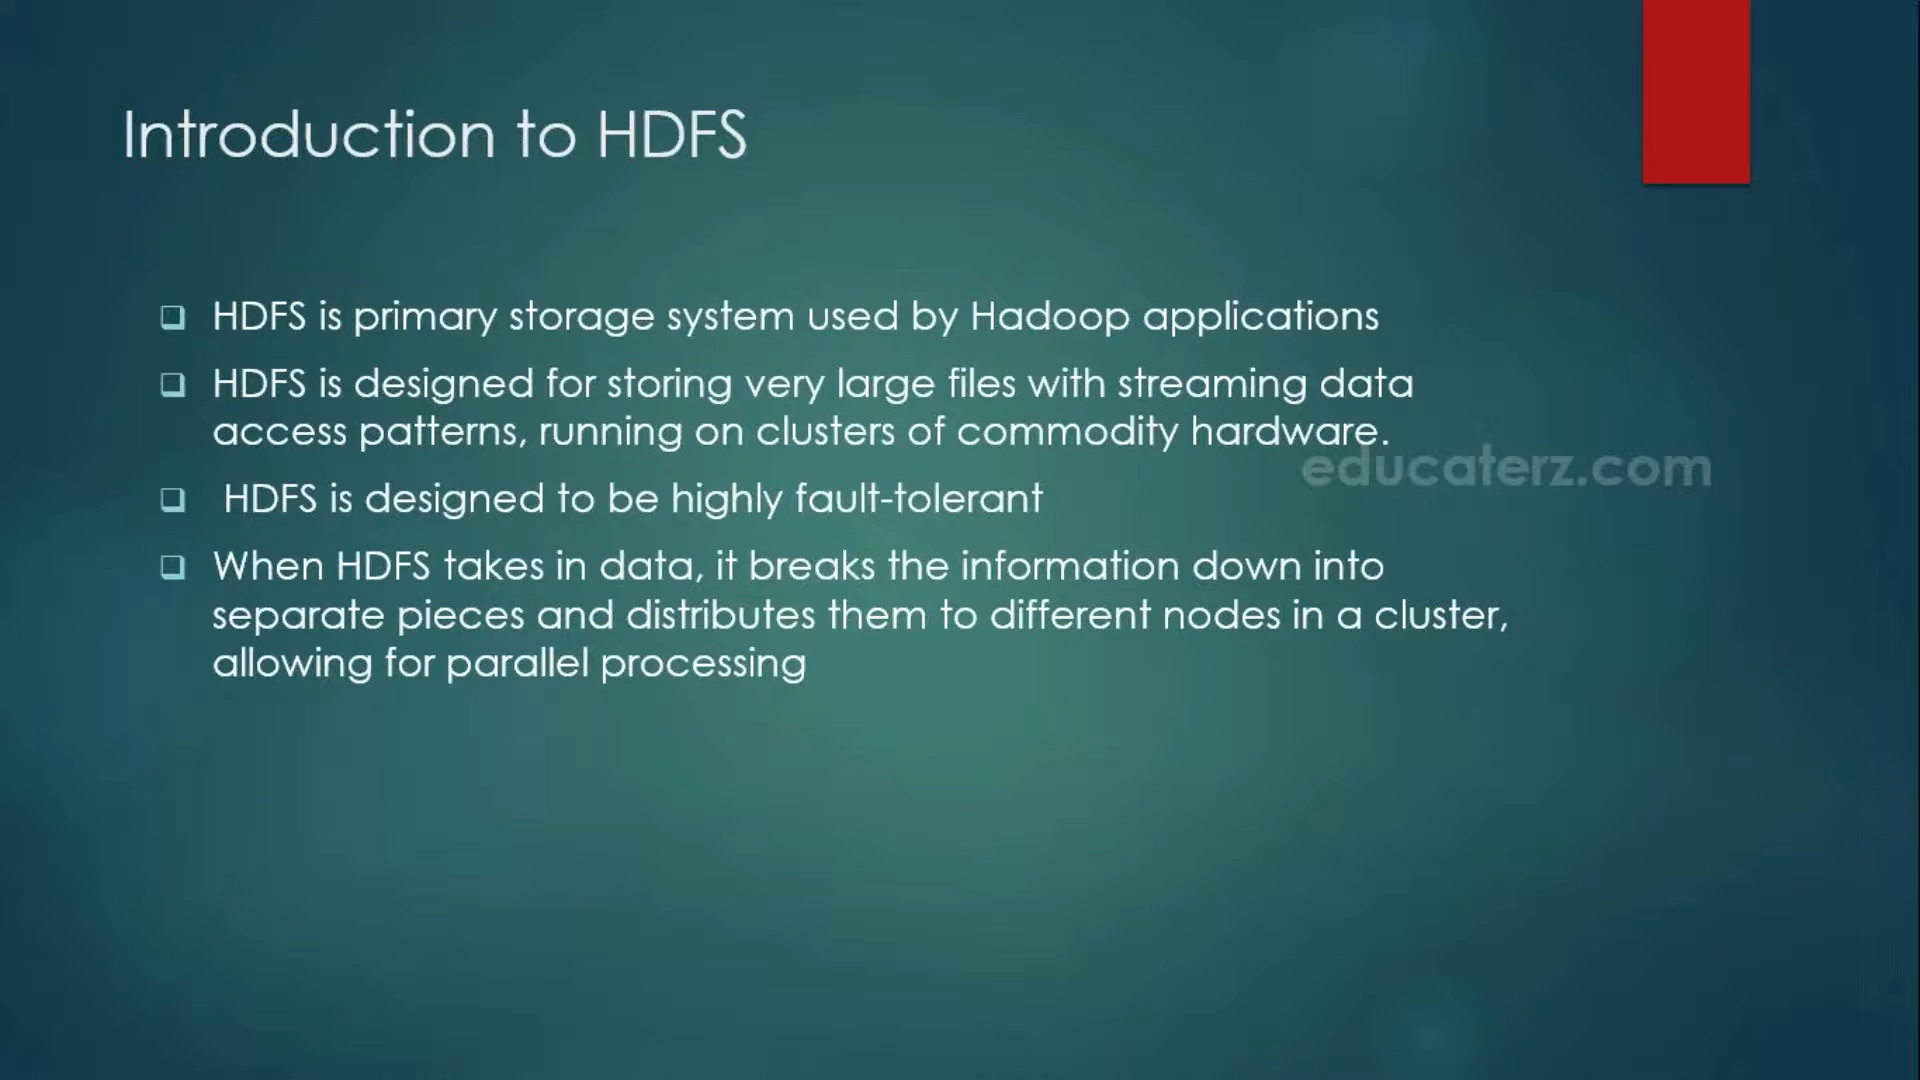 Introduction to HDFS
HDFS is primary storage system used by Hadoop applications
HDFS is designed for storing very large files with streaming data
access patterns, running on clusters of commodity hardware.
educaterz.com
HDFS is designed to be highly fault-tolerant
When HDFS takes in data, it breaks the information down into
separate pieces and distributes them to different nodes in a cluster,
allowing for parallel processing